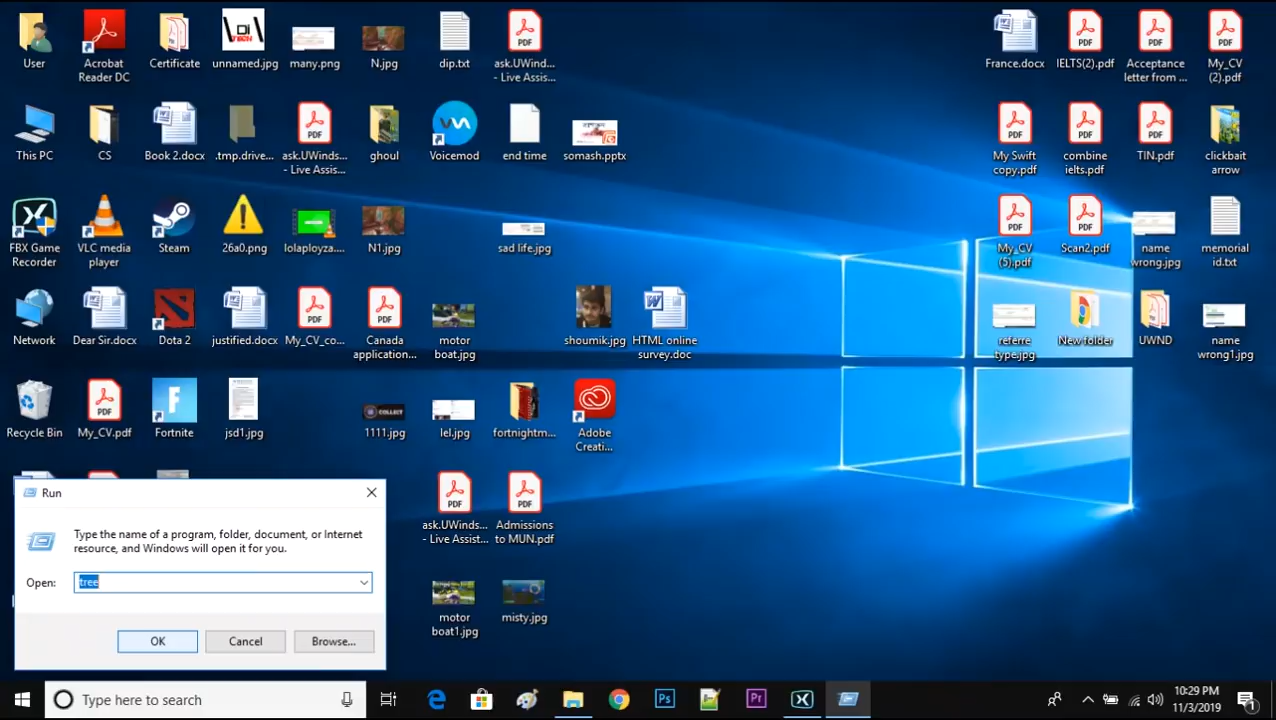 User
Acrobat
Reader DC
Certificate
unnamed.jpg
many.png
N.jpg
dip.txt
ask.UWind...
- Live Assis...
France.docx
IELTS(2).pdf
Acceptance
letter from ...
My_CV
(2).pdf
This PC
CS
Book 2.docx
.tmp.drive...
ask.UWinds...
- Live Assis...
ghoul
Voicemod
end time
somash.pptx
My Swift
copy.pdf
combine
ielts.pdf
TIN.pdf
clickbait
arrow
FBX Game
Recorder
VLC media
player
Steam
26a0.png
lolaployza....
N1.jpg
sad life.jpg
My_CV
(5).pdf
Scan2.pdf
name
wrong.jpg
memorial
id.txt
Network
Dear Sir.docx
Dota 2
justified.docx
My_CV_co...
Canada
application...
motor
boat.jpg
shoumik.jpg
HTML online
survey.doc
referre
type.jpg
New folder
UWND
name
wrong1.jpg
Recycle Bin
My_CV.pdf
Fortnite
jsd1.jpg
1111.jpg
lel.jpg
fortnightm...
Adobe
Creati...
ask.UWinds...
- Live Assist...
Admissions
to MUN.pdf
motor
boat1.jpg
misty.jpg
Run
Type the name of a program, folder, document, or Internet
resource, and Windows will open it for you.
Open: tree
OK Cancel Browse...
Type here to search
10:29 PM
11/3/2019